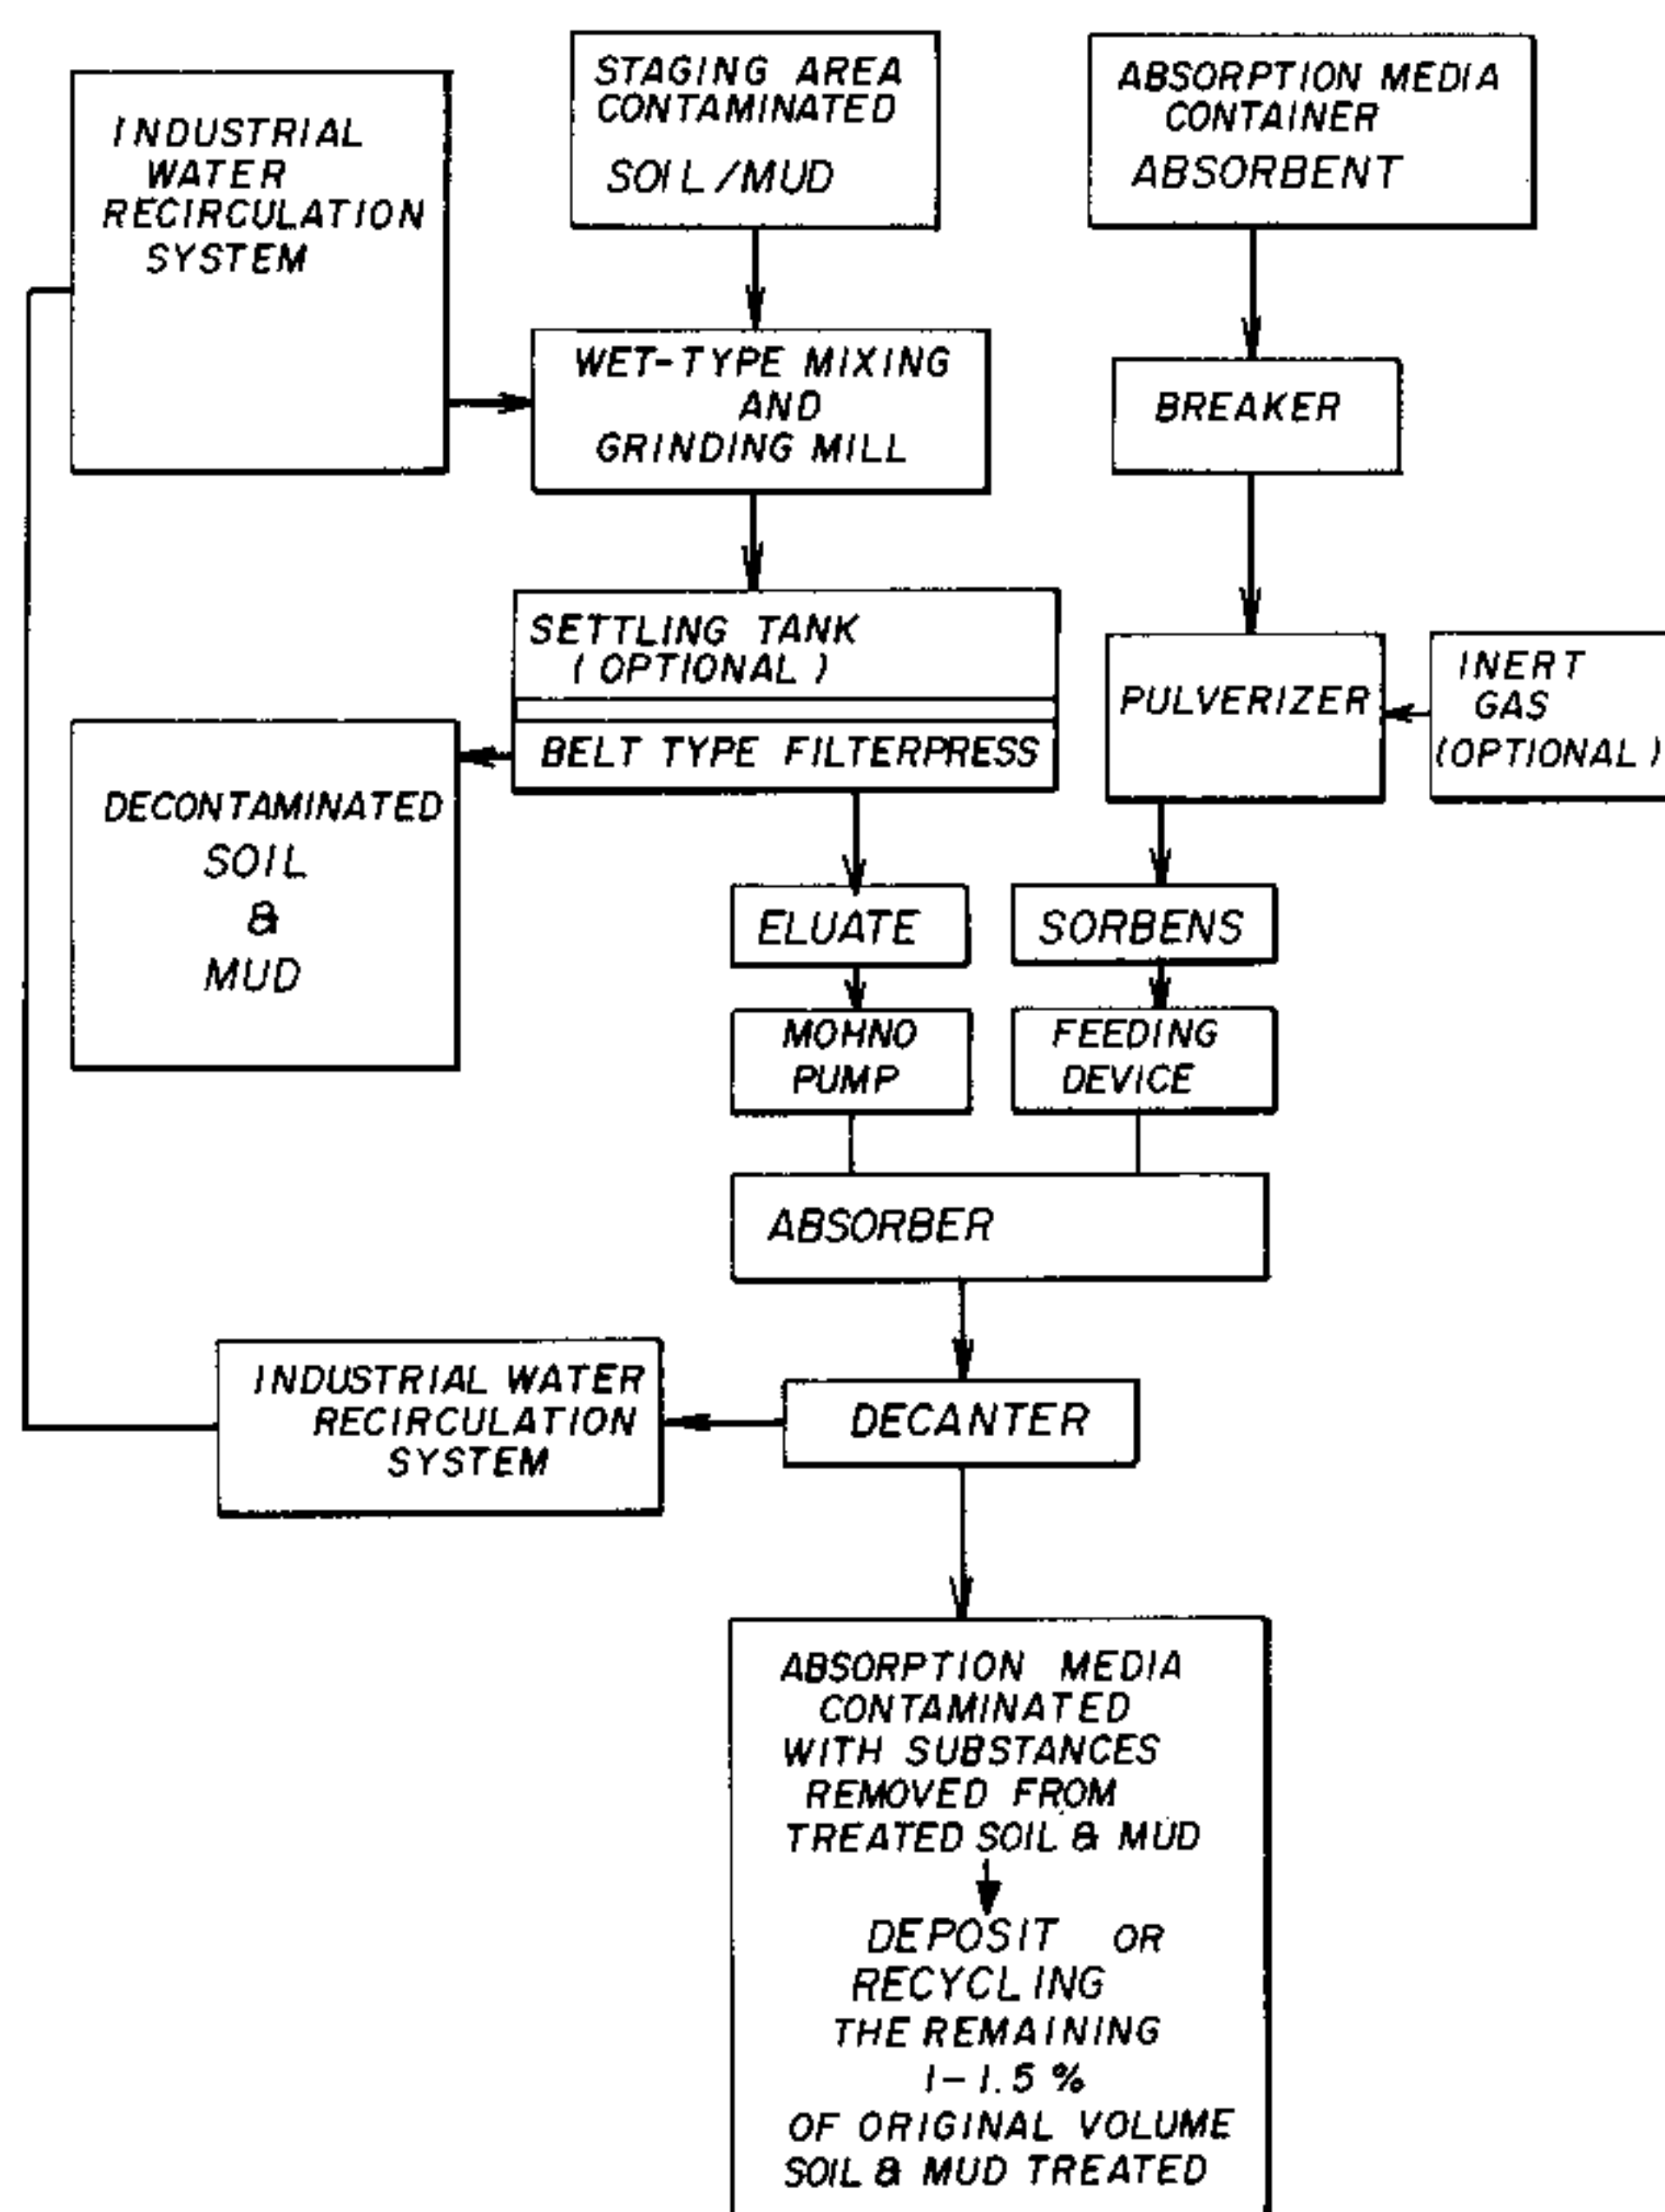 INDUSTRIAL
WATER
RECIRCULATION
SYSTEM
STAGING AREA
CONTAMINATED
SOIL/MUD
ABSORPTION MEDIA
CONTAINER
ABSORBENT
WET-TYPE MIXING
AND
GRINDING MILL
BREAKER
SETTLING TANK
(OPTIONAL)
BELT TYPE FILTERPRESS
PULVERIZER
INERT
GAS
(OPTIONAL)
DECONTAMINATED
SOIL
&
MUD
ELUATE
SORBENS
MOHNO
PUMP
FEEDING
DEVICE
ABSORBER
INDUSTRIAL WATER
RECIRCULATION
SYSTEM
DECANTER
ABSORPTION MEDIA
CONTAMINATED
WITH SUBSTANCES
REMOVED FROM
TREATED SOIL & MUD
DEPOSIT OR
RECYCLING
THE REMAINING
1-1.5 %
OF ORIGINAL VOLUME
SOIL & MUD TREATED